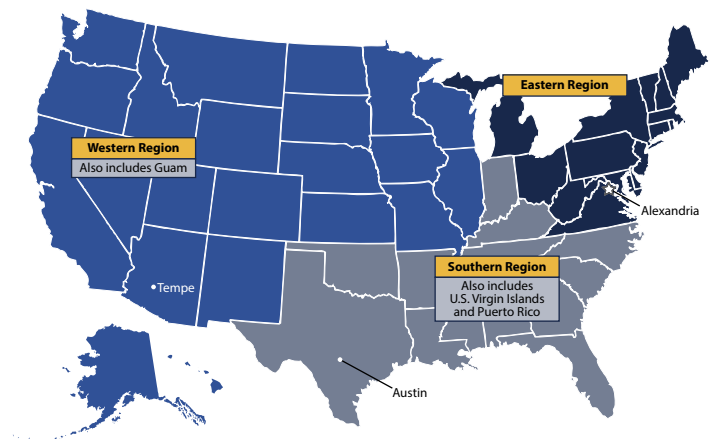 Eastern Region
Western Region
Also includes Guam
Alexandria
Southern Region
Also includes
U.S. Virgin Islands
and Puerto Rico
Tempe
Austin